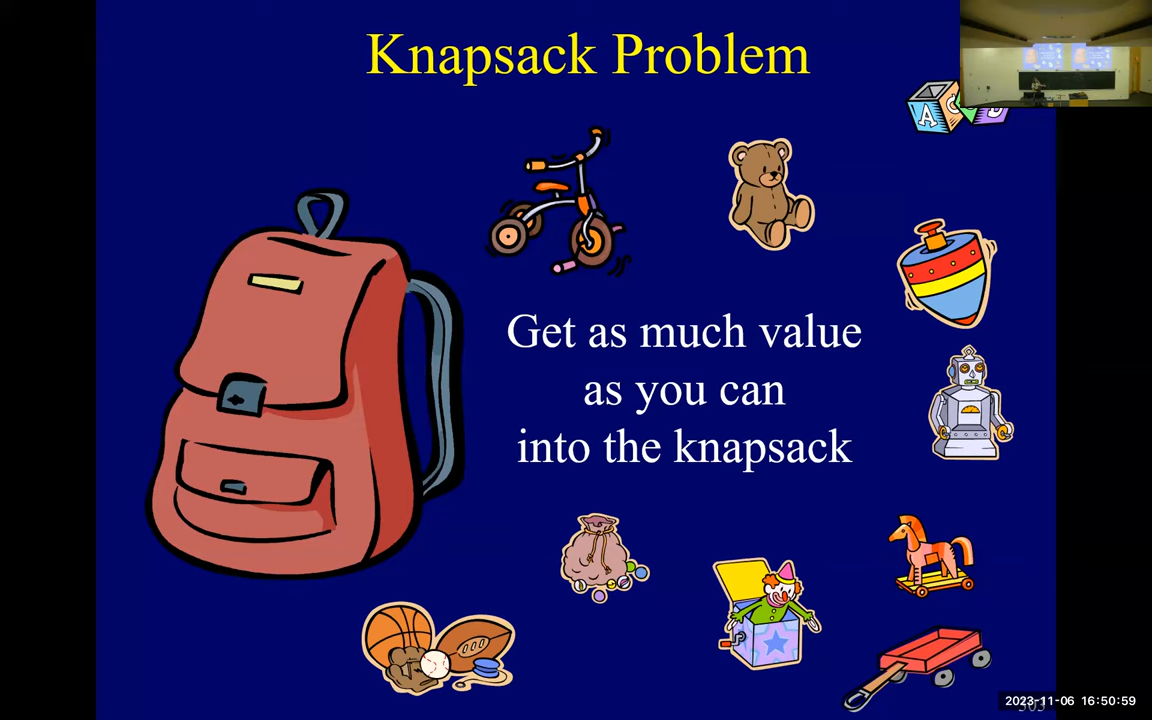 Knapsack Problem
A
Get as much value
as you can
into the knapsack
2023-11-06 16:50:59